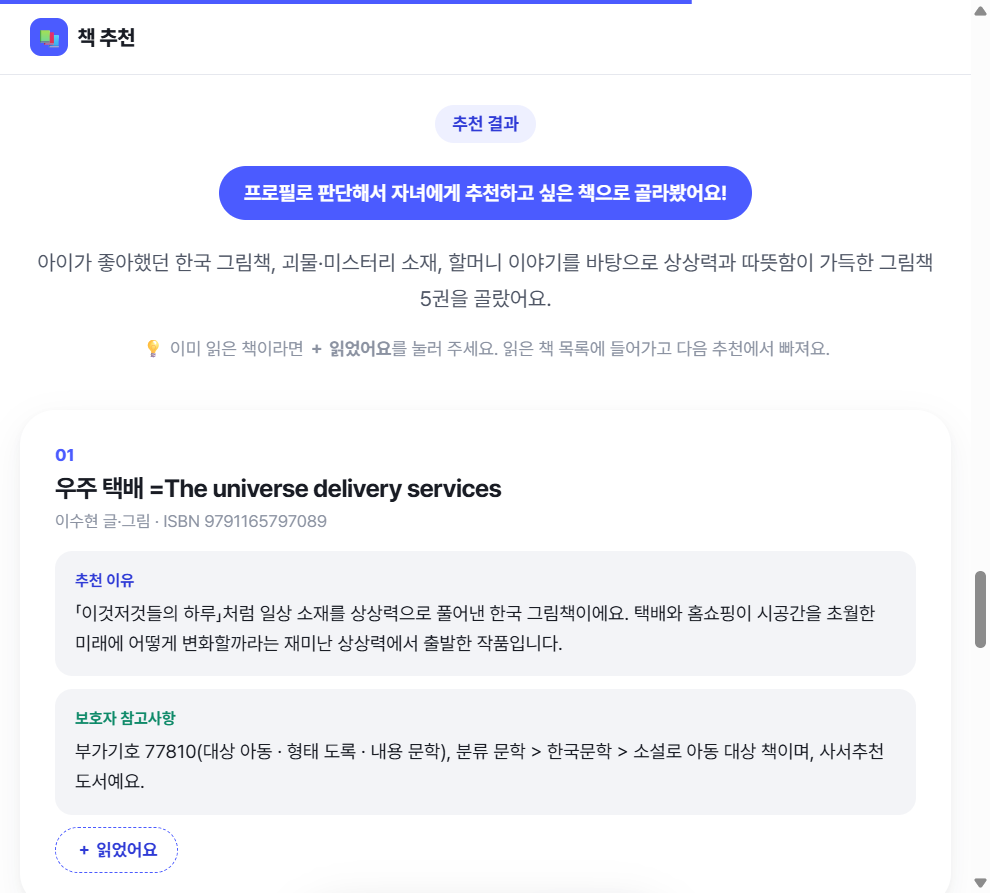 책 추천
추천 결과
프로필로 판단해서 자녀에게 추천하고 싶은 책으로 골라봤어요!
아이가 좋아했던 한국 그림책, 괴물·미스터리 소재, 할머니 이야기를 바탕으로 상상력과 따뜻함이 가득한 그림책
5권을 골랐어요.
💡 이미 읽은 책이라면 + 읽었어요를 눌러 주세요. 읽은 책 목록에 들어가고 다음 추천에서 빠져요.
01
우주 택배 =The universe delivery services
이수현 글·그림 · ISBN 9791165797089
추천 이유
「이것저것들의 하루」처럼 일상 소재를 상상력으로 풀어낸 한국 그림책이에요. 택배와 홈쇼핑이 시공간을 초월한
미래에 어떻게 변화할까라는 재미난 상상력에서 출발한 작품입니다.
보호자 참고사항
부가기호 77810(대상 아동 · 형태 도록 · 내용 문학), 분류 문학 > 한국문학 > 소설로 아동 대상 책이며, 사서추천
도서예요.
+ 읽었어요